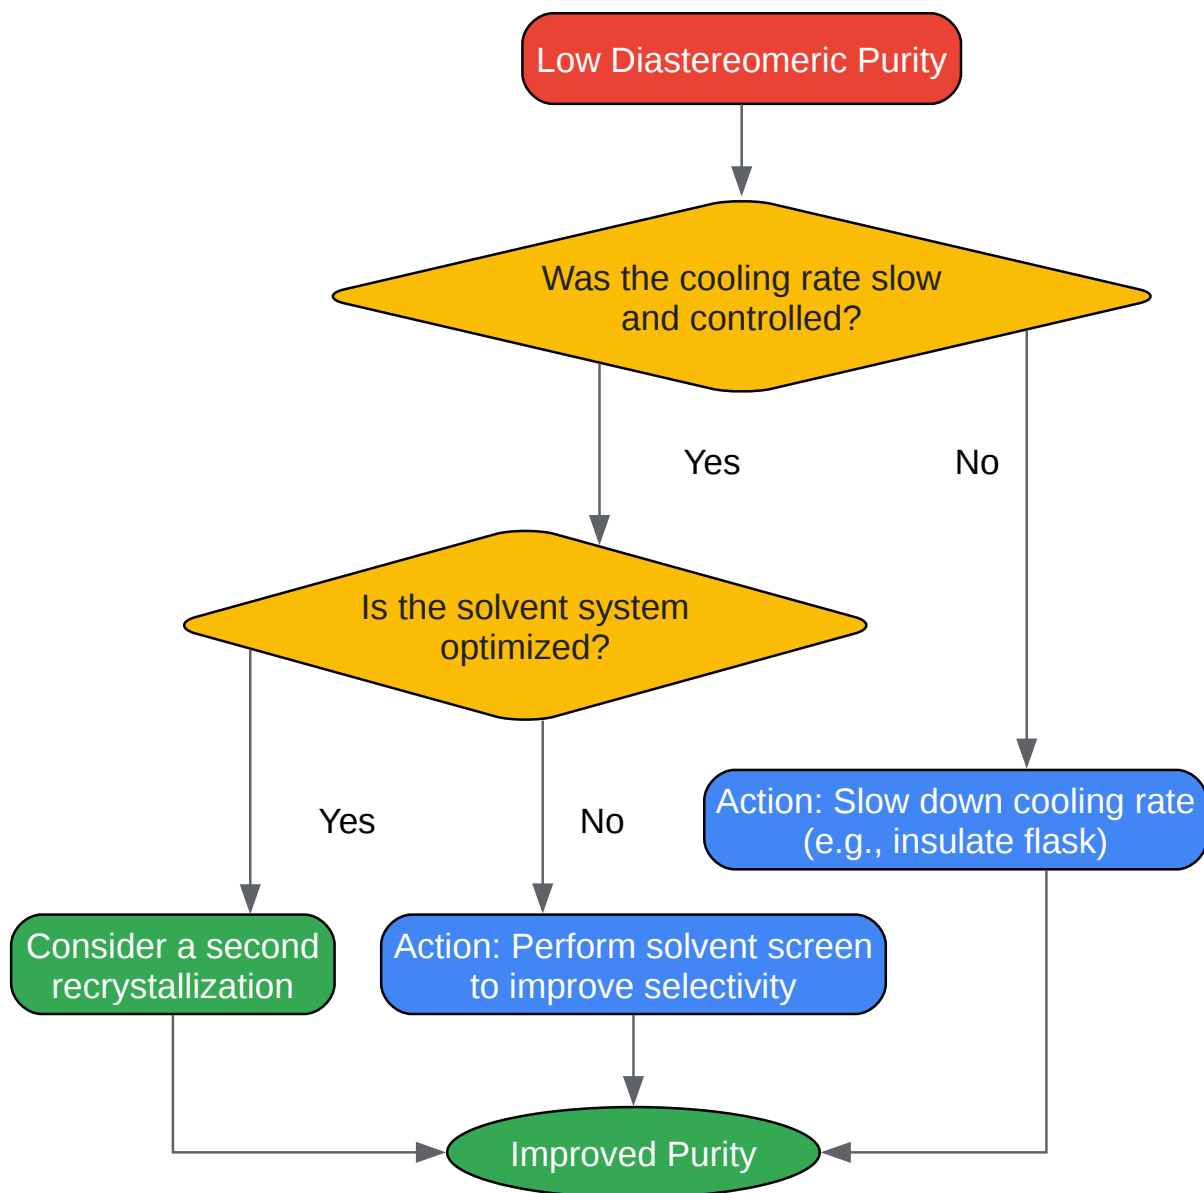 Low Diastereomeric Purity
Was the cooling rate slow
and controlled?
Yes
No
Is the solvent system
optimized?
Yes
No
Action: Slow down cooling rate
(e.g., insulate flask)
Consider a second
recrystallization
Action: Perform solvent screen
to improve selectivity
Improved Purity